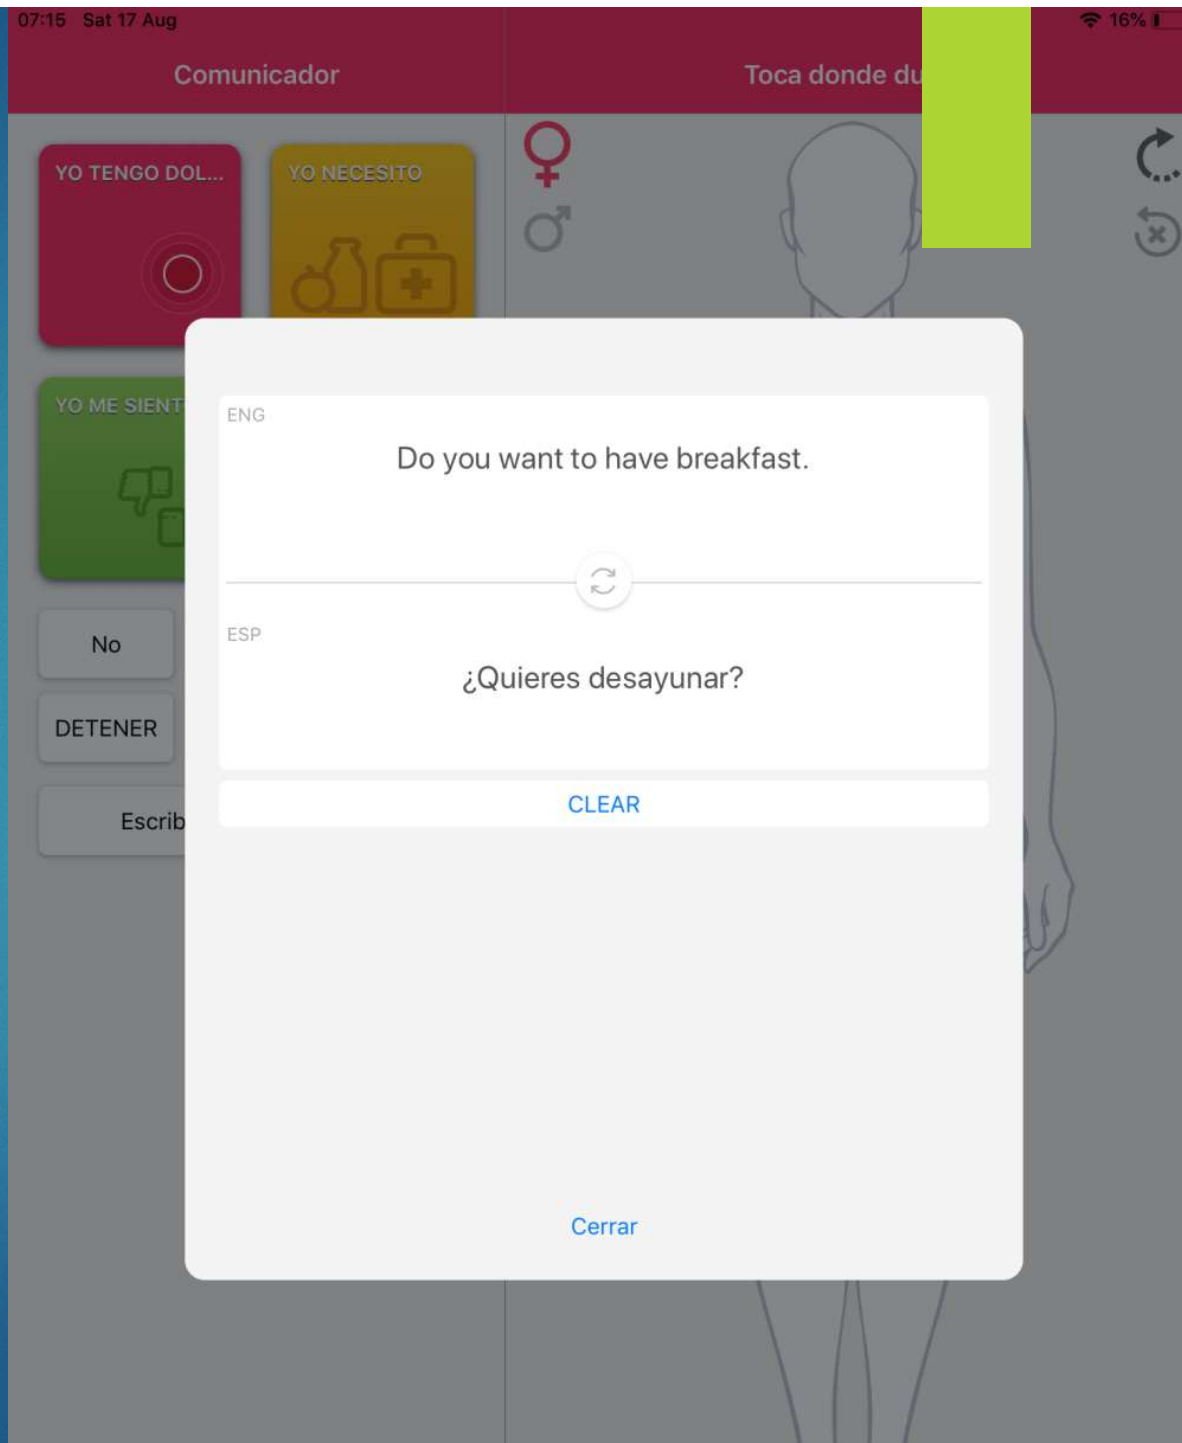 07:15 Sat 17 Aug
16%
Comunicador
Toca donde du
YO TENGO DOL...
YO NECESITO
YO ME SIENT
No
DETENER
Escrib
ENG
Do you want to have breakfast.
ESP
¿Quieres desayunar?
CLEAR
Cerrar